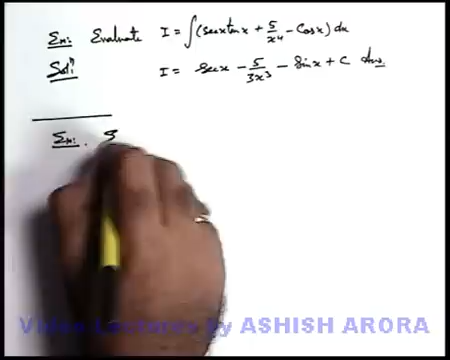 Ex: Evaluate I = ∫(secx tanx + 5/x⁴ - Cosx) dx
Solⁿ: I = secx - 5/3x³ - Sinx + C Ans.
Ex:
Video Lectures by ASHISH ARORA